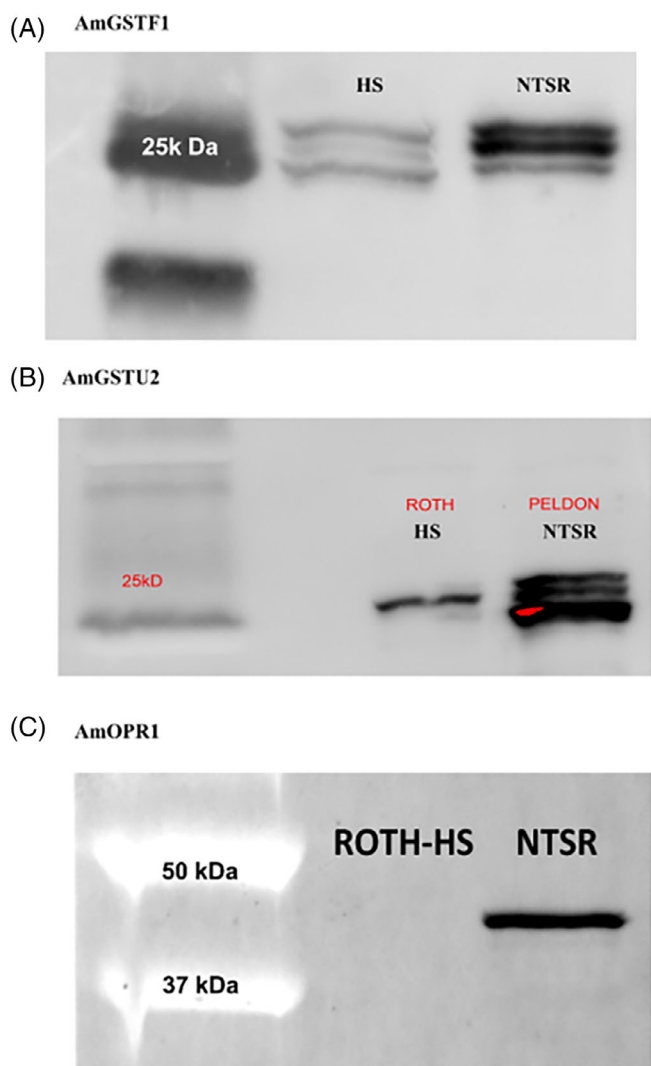 (A) AmGSTF1
HS NTSR
25k Da
(B) AmGSTU2
ROTH PELDON
HS NTSR
25kD
(C) AmOPR1
ROTH-HS NTSR
50 kDa
37 kDa